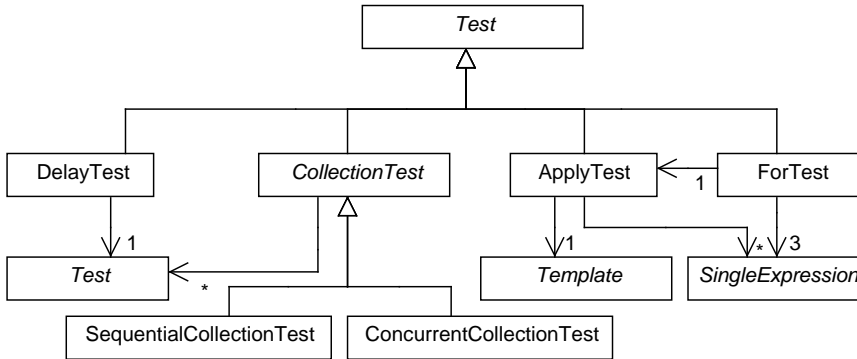 Test
DelayTest
CollectionTest
ApplyTest
1
ForTest
1
*
1
*
3
Test
Template
SingleExpression
SequentialCollectionTest
ConcurrentCollectionTest